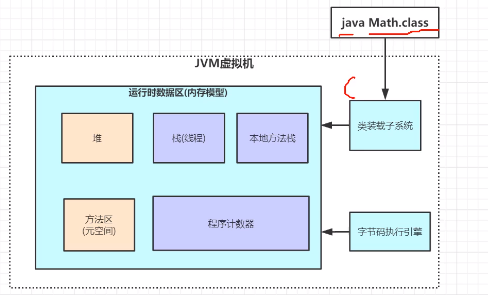 java Math.class
JVM虚拟机
运行时数据区(内存模型)
堆
栈(线程)
本地方法栈
类装载子系统
方法区
(元空间)
程序计数器
字节码执行引擎